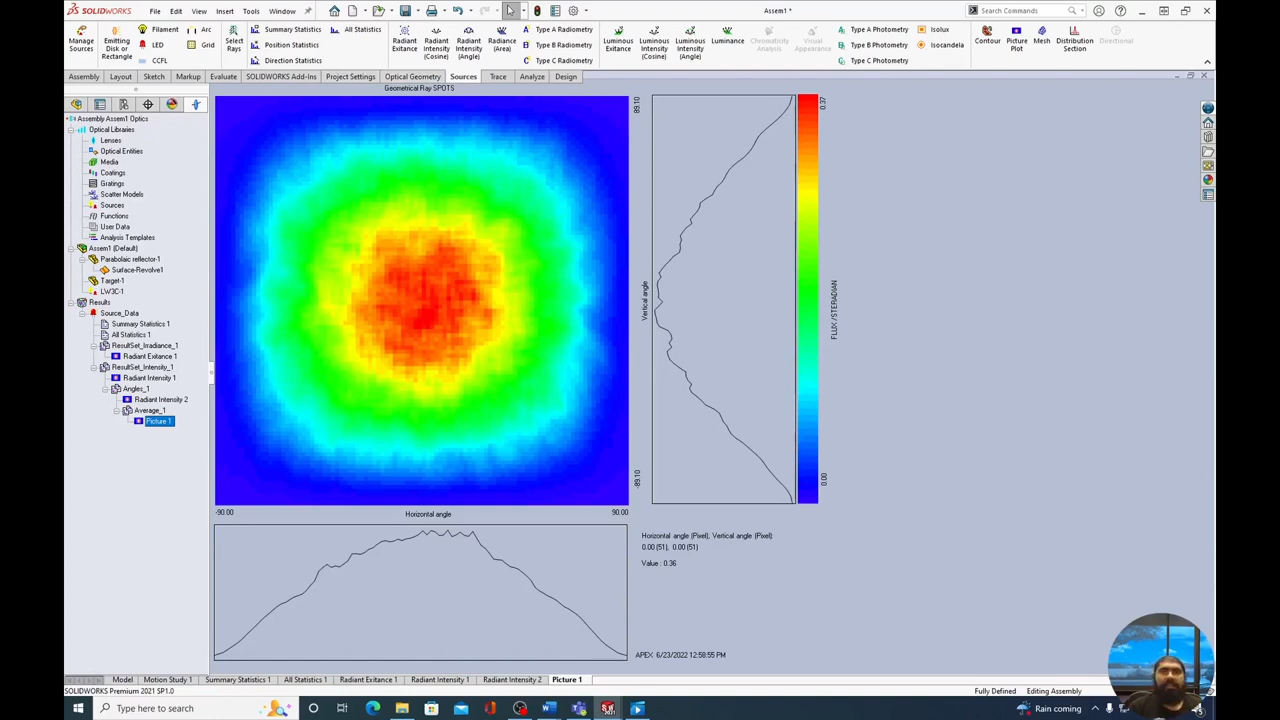 SOLIDWORKS
File
Edit
View
Insert
Tools
Window
Assem1 *
Search Commands
Manage Sources
Emitting Disk or Rectangle
Filament
LED
CCFL
Arc
Grid
Select Rays
Summary Statistics
Position Statistics
Direction Statistics
All Statistics
Radiant Exitance
Radiant Intensity (Cosine)
Radiant Intensity (Angle)
Radiance (Area)
Type A Radiometry
Type B Radiometry
Type C Radiometry
Luminous Exitance
Luminous Intensity (Cosine)
Luminous Intensity (Angle)
Luminance
Chromaticity Analysis
Visual Appearance
Type A Photometry
Type B Photometry
Type C Photometry
Isolux
Isocandela
Contour
Picture Plot
Mesh
Distribution Section
Directional
Assembly
Layout
Sketch
Markup
Evaluate
SOLIDWORKS Add-Ins
Project Settings
Optical Geometry
Sources
Trace
Analyze
Design
Assembly Assem1 Optics
Optical Libraries
Lenses
Optical Entities
Media
Coatings
Gratings
Scatter Models
Sources
Functions
User Data
Analysis Templates
Assem1 (Default)
Parabolic reflector-1
Surface-Revolve1
Target-1
LW3C-1
Results
Source_Data
Summary Statistics 1
All Statistics 1
ResultSet_Irradiance_1
Radiant Exitance 1
ResultSet_Intensity_1
Radiant Intensity 1
Angles_1
Radiant Intensity 2
Average_1
Picture 1
Geometrical Ray SPOTS
89.10
Vertical angle
-89.10
-90.00
Horizontal angle
90.00
0.37
FLUX/STERADIAN
0.00
Horizontal angle (Pixel), Vertical angle (Pixel):
0.00 (51), 0.00 (51)
Value : 0.36
APEX 6/23/2022 12:58:55 PM
Model
Motion Study 1
Summary Statistics 1
All Statistics 1
Radiant Exitance 1
Radiant Intensity 1
Radiant Intensity 2
Picture 1
SOLIDWORKS Premium 2021 SP1.0
Fully Defined
Editing Assembly
Type here to search
Rain coming